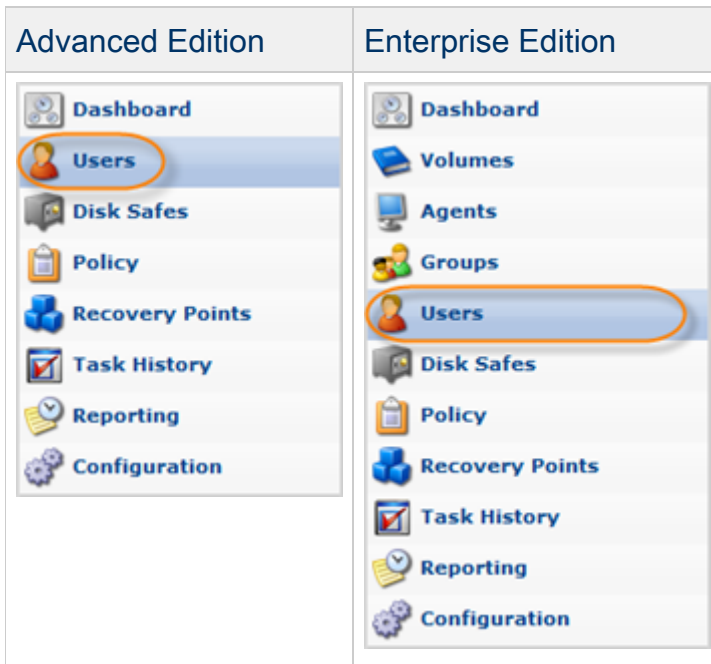 Advanced Edition
Dashboard
Users
Disk Safes
Policy
Recovery Points
Task History
Reporting
Configuration
Enterprise Edition
Dashboard
Volumes
Agents
Groups
Users
Disk Safes
Policy
Recovery Points
Task History
Reporting
Configuration